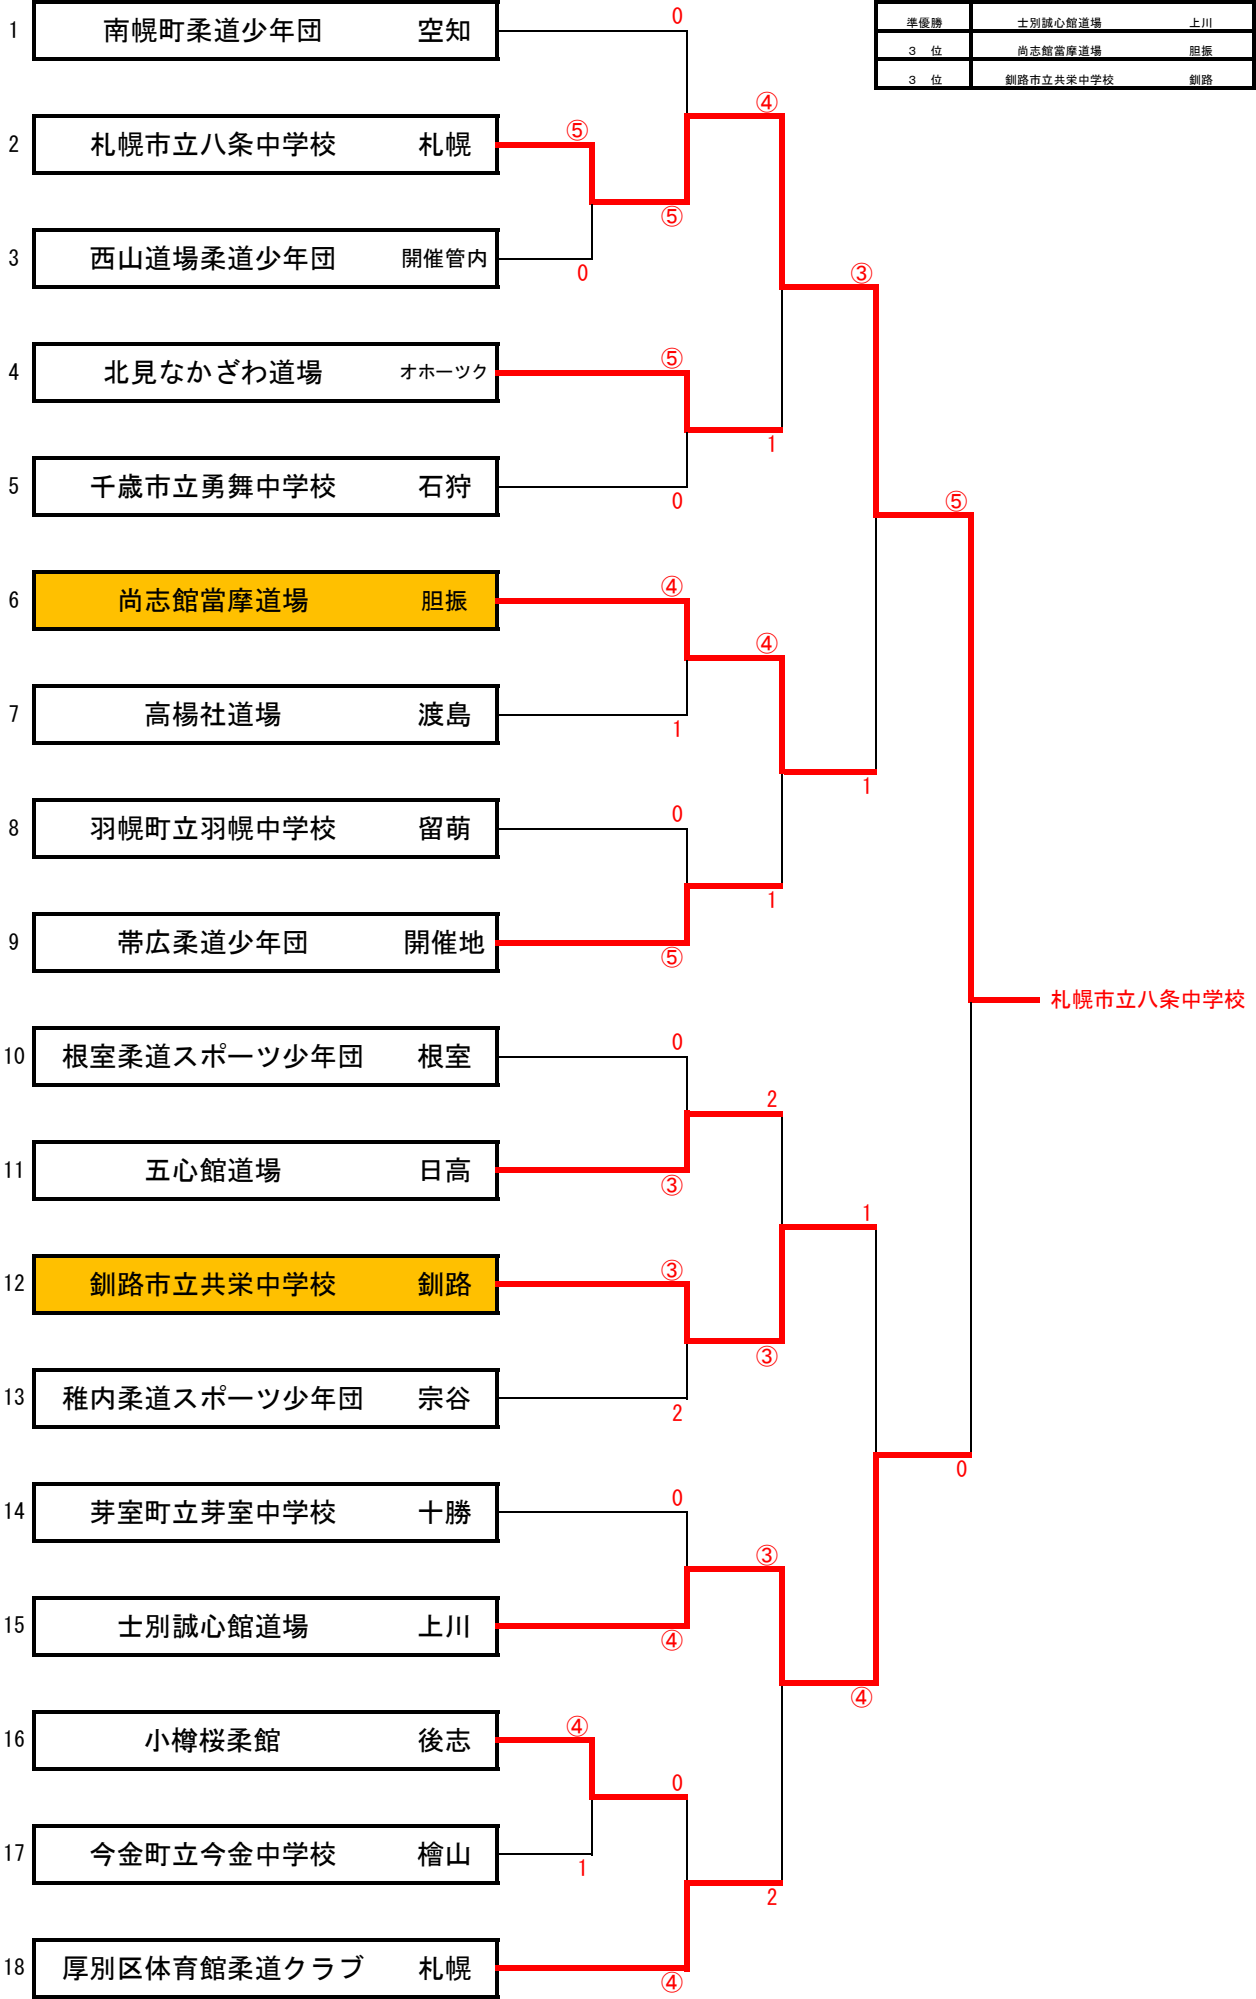 準優勝 士別誠心館道場 上川
3 位 尚志館當摩道場 胆振
3 位 釧路市立共栄中学校 釧路
1 南幌町柔道少年団 空知
0
④
2 札幌市立八条中学校 札幌
⑤
⑤
3 西山道場柔道少年団 開催管内
0
③
4 北見なかざわ道場 オホーツク
⑤
1
5 千歳市立勇舞中学校 石狩
0
⑤
6 尚志館當摩道場 胆振
④
④
7 高楊社道場 渡島
1
1
8 羽幌町立羽幌中学校 留萌
0
1
9 帯広柔道少年団 開催地
⑤
札幌市立八条中学校
10 根室柔道スポーツ少年団 根室
0
2
11 五心館道場 日高
③
1
12 釧路市立共栄中学校 釧路
③
③
13 稚内柔道スポーツ少年団 宗谷
2
0
14 芽室町立芽室中学校 十勝
0
③
15 士別誠心館道場 上川
④
④
16 小樽桜柔館 後志
④
0
17 今金町立今金中学校 檜山
1
2
18 厚別区体育館柔道クラブ 札幌
④